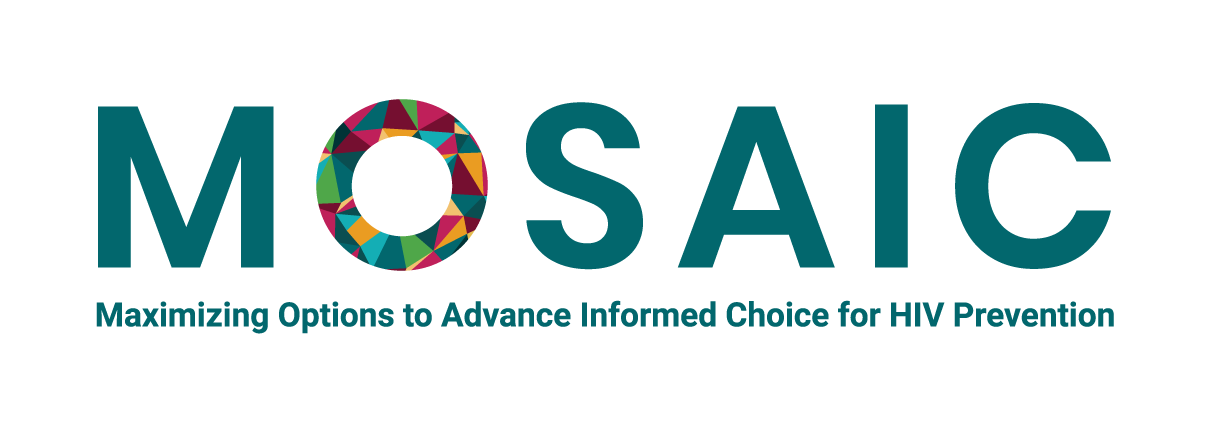 MOSAIC
Maximizing Options to Advance Informed Choice for HIV Prevention